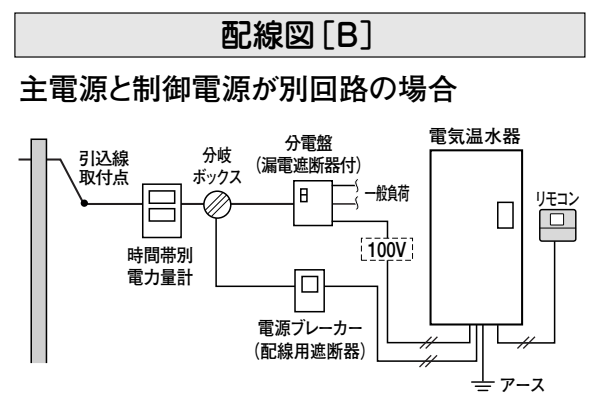 配線図[B]
主電源と制御電源が別回路の場合
引込線
取付点
時間帯別
電力量計
分岐
ボックス
分電盤
(漏電遮断器付)
一般負荷
100V
電源ブレーカー
(配線用遮断器)
電気温水器
リモコン
アース